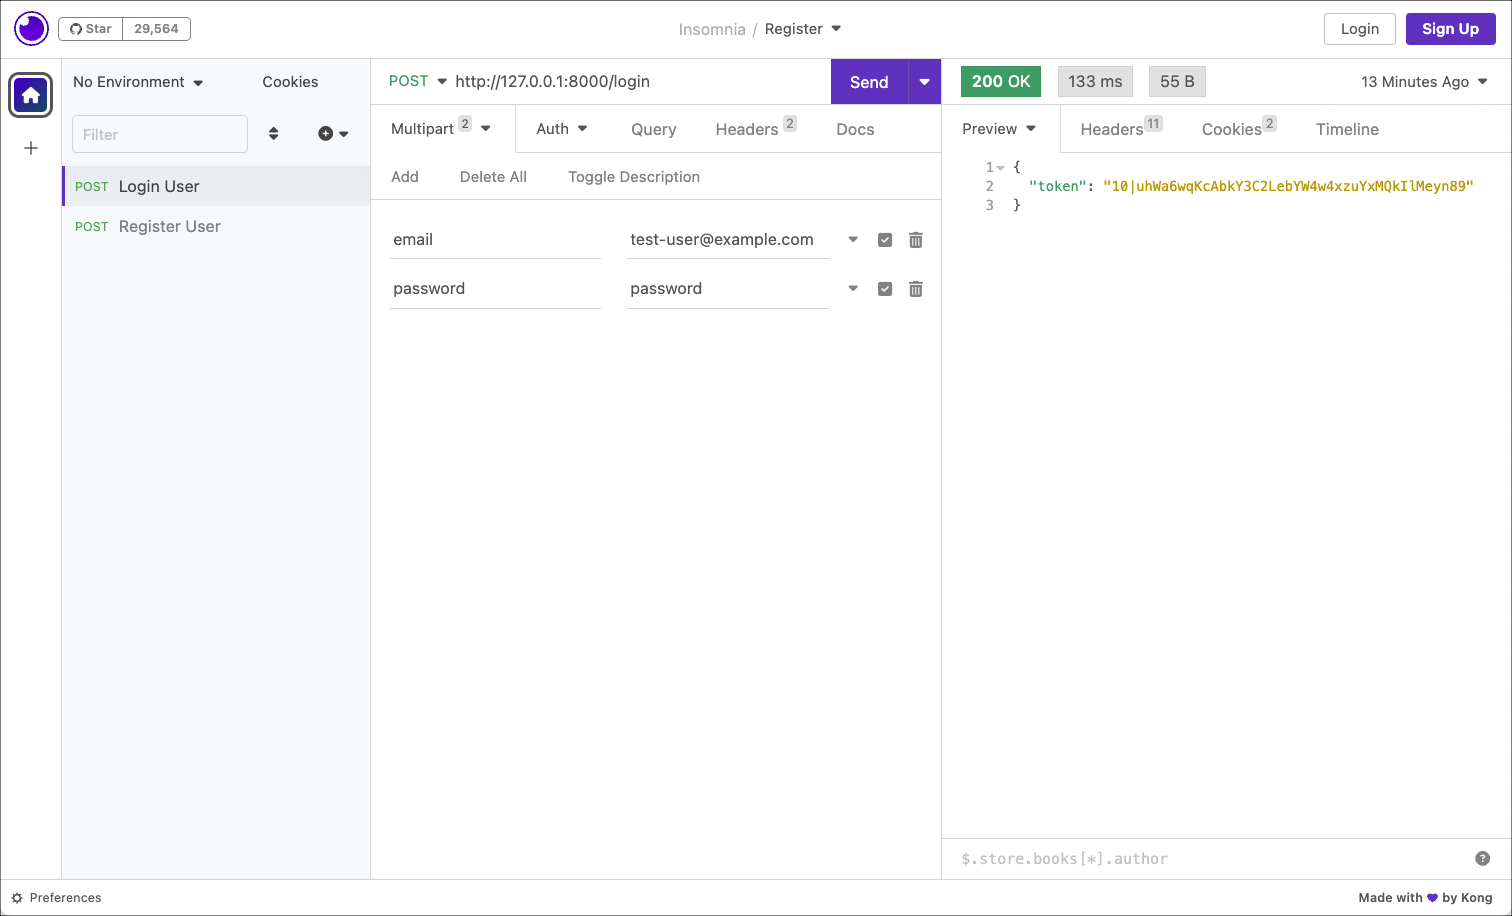 Star 29,564
Insomnia / Register
Login
Sign Up
No Environment
Cookies
Filter
POST Login User
POST Register User
POST http://127.0.0.1:8000/login
Send
Multipart 2
Auth
Query
Headers 2
Docs
Add
Delete All
Toggle Description
email test-user@example.com
password password
200 OK
133 ms
55 B
13 Minutes Ago
Preview
Headers 11
Cookies 2
Timeline
1 {
2 "token": "10|uhWa6wqKcAbkY3C2LebYW4w4xzuYxMQkIlMeyn89"
3 }
$.store.books[*].author
?
Preferences
Made with ♥ by Kong